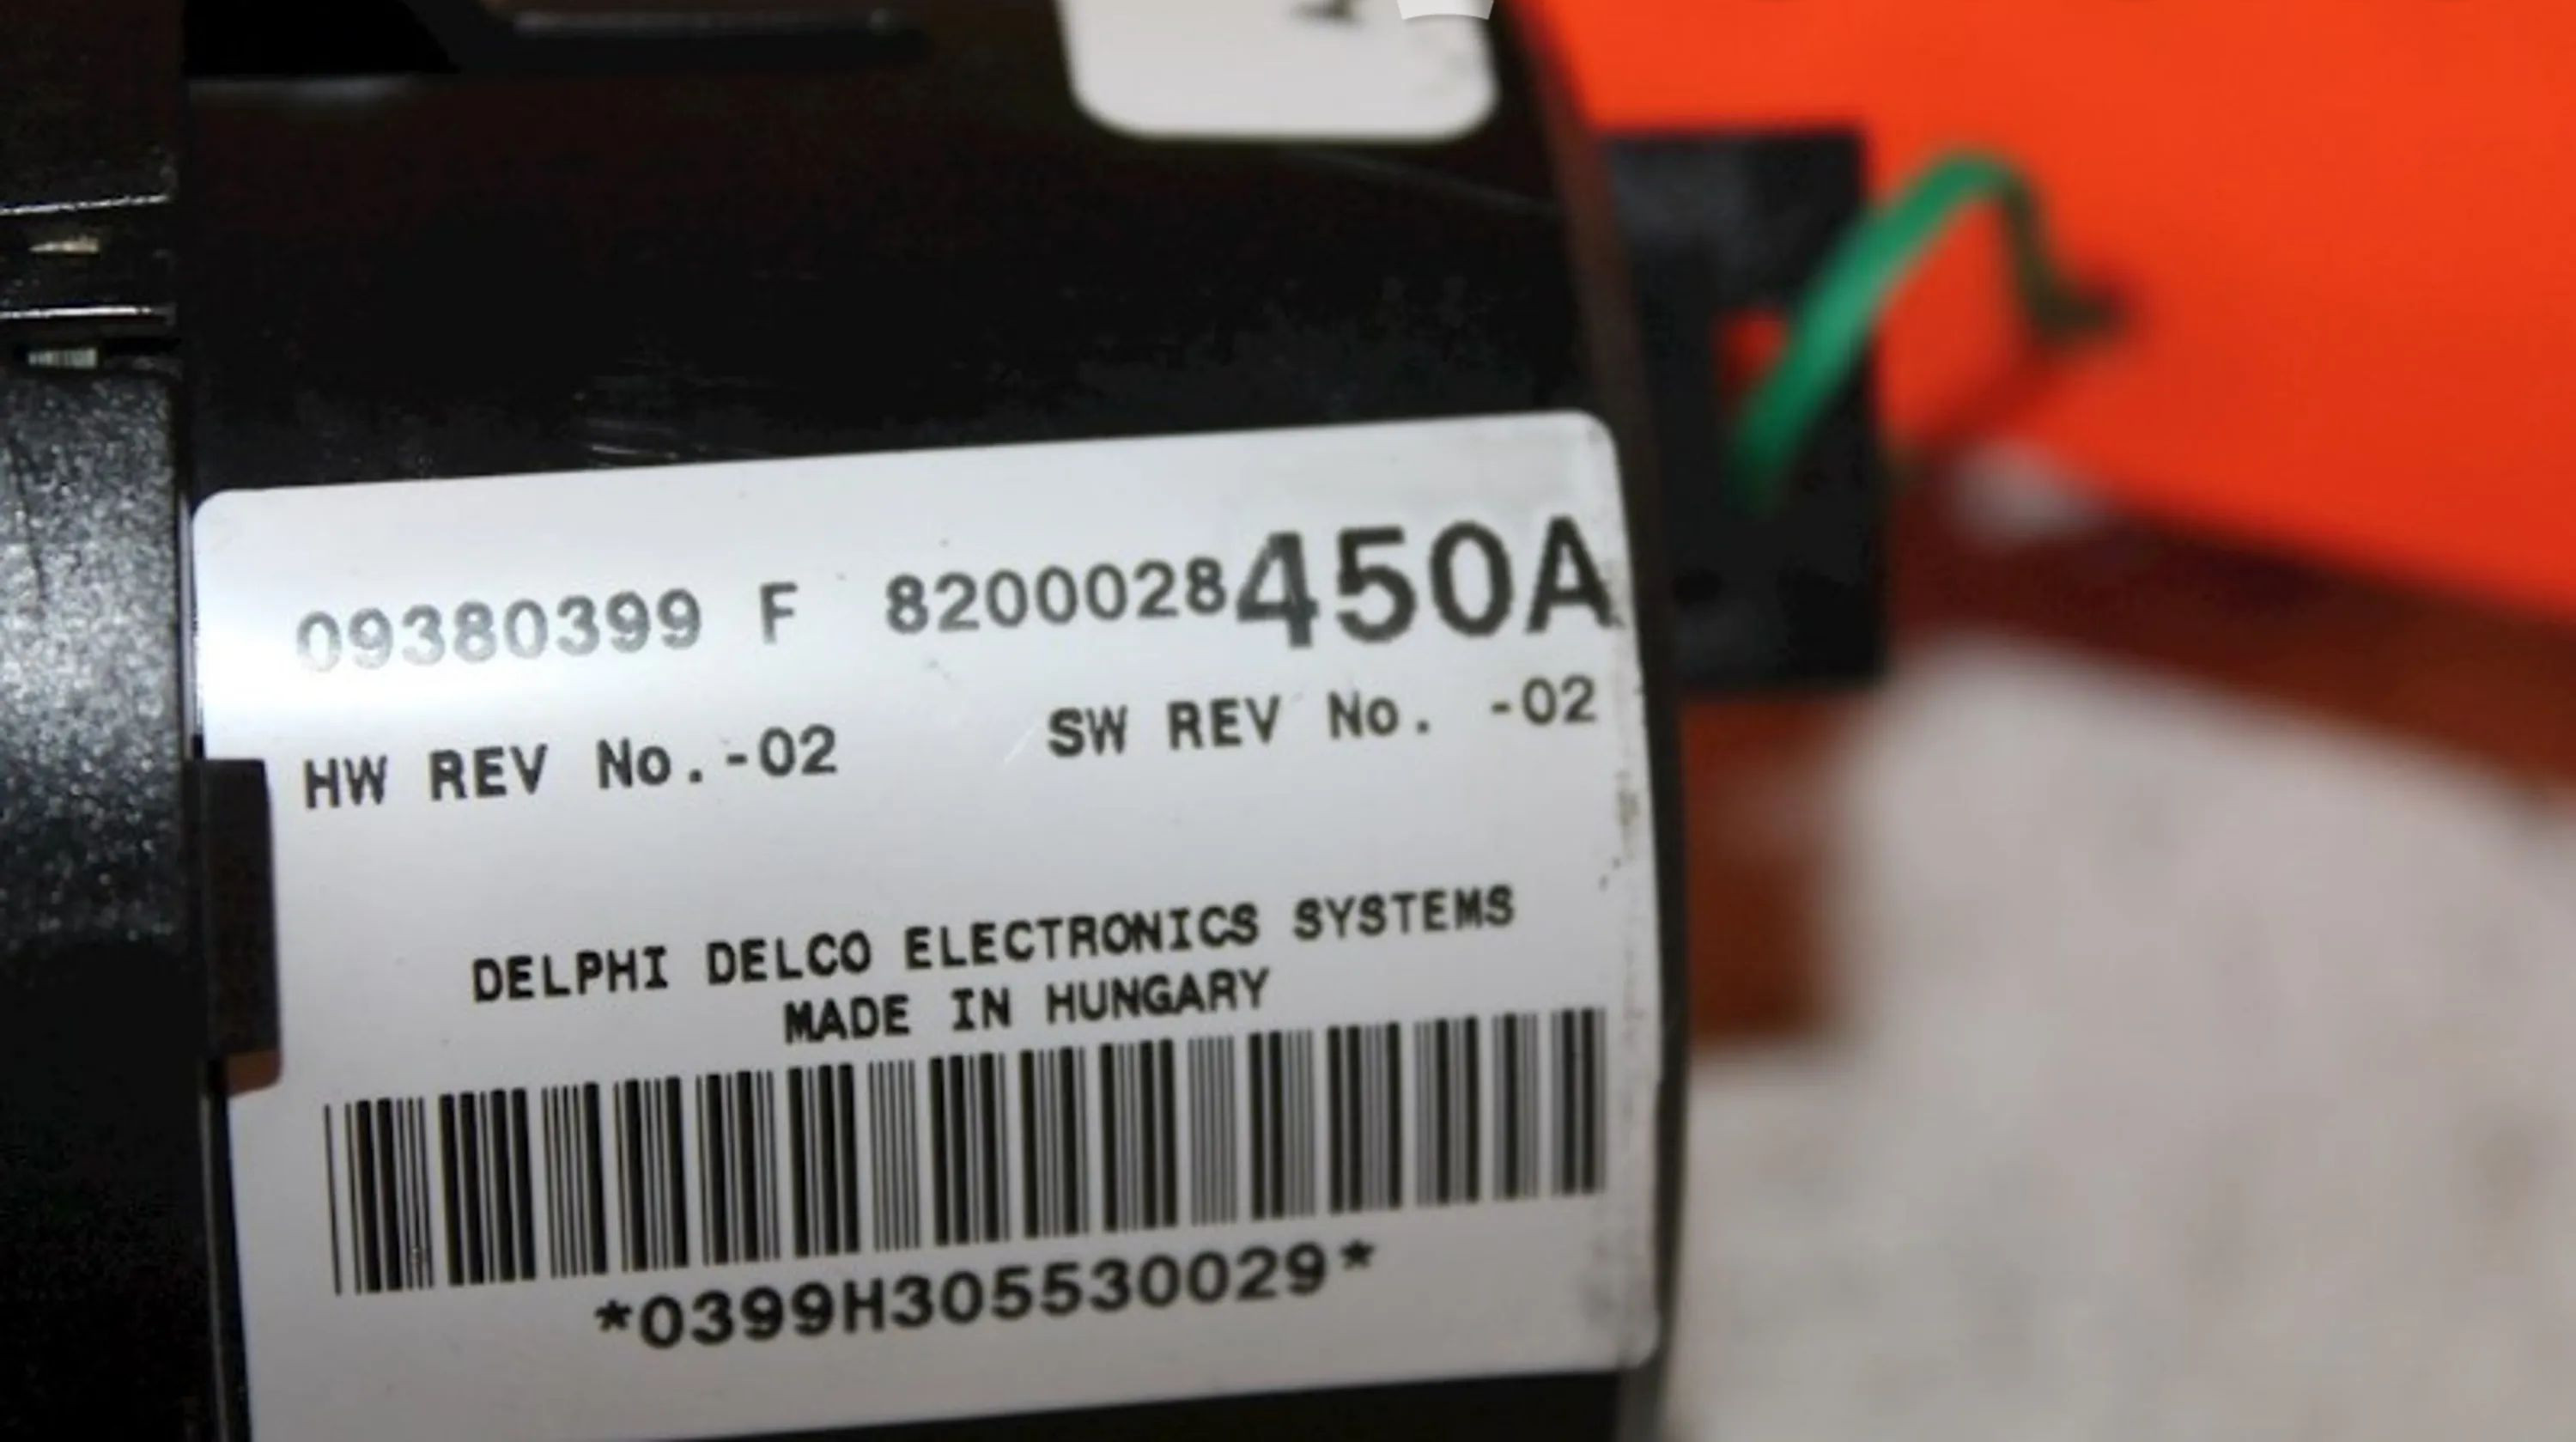 09380399 F 8200028450A
HW REV No.-02 SW REV No. -02
DELPHI DELCO ELECTRONICS SYSTEMS
MADE IN HUNGARY
*0399H305530029*